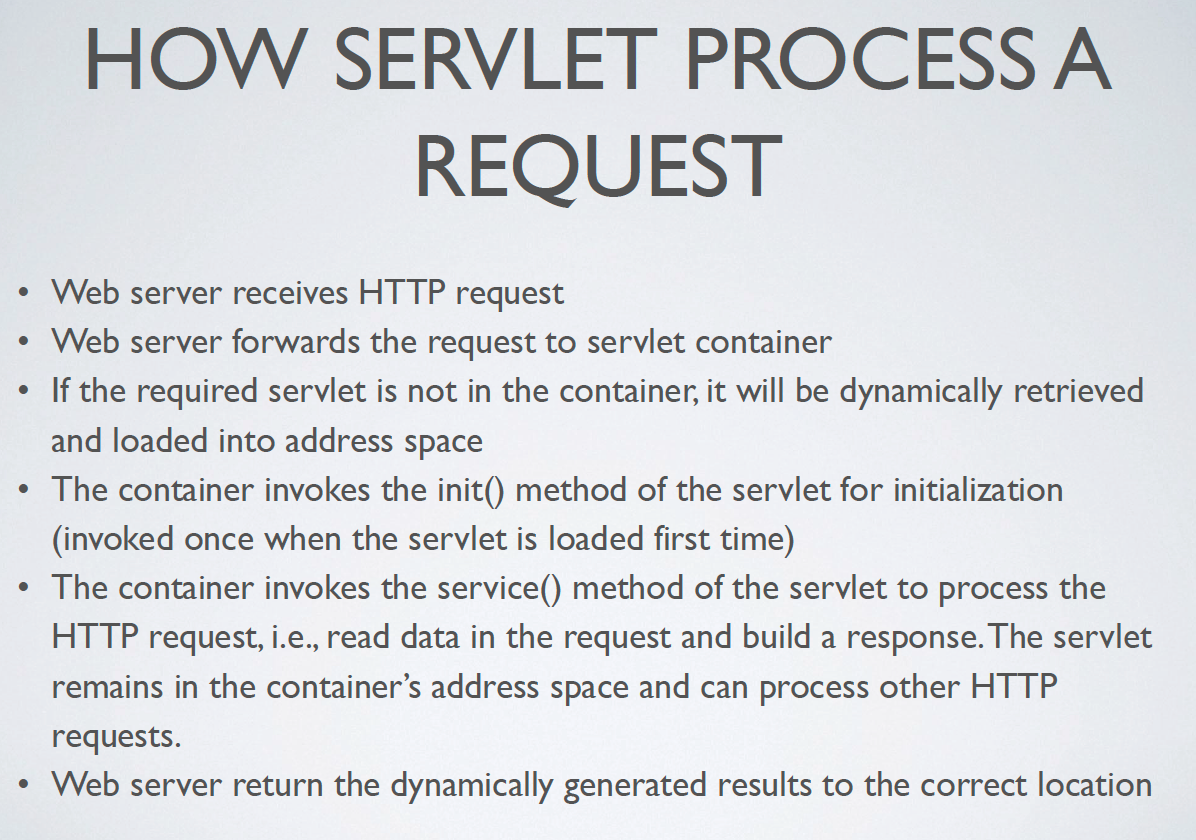 HOW SERVLET PROCESS A
REQUEST
• Web server receives HTTP request
• Web server forwards the request to servlet container
• If the required servlet is not in the container, it will be dynamically retrieved
and loaded into address space
• The container invokes the init() method of the servlet for initialization
(invoked once when the servlet is loaded first time)
• The container invokes the service() method of the servlet to process the
HTTP request, i.e., read data in the request and build a response. The servlet
remains in the container’s address space and can process other HTTP
requests.
• Web server return the dynamically generated results to the correct location